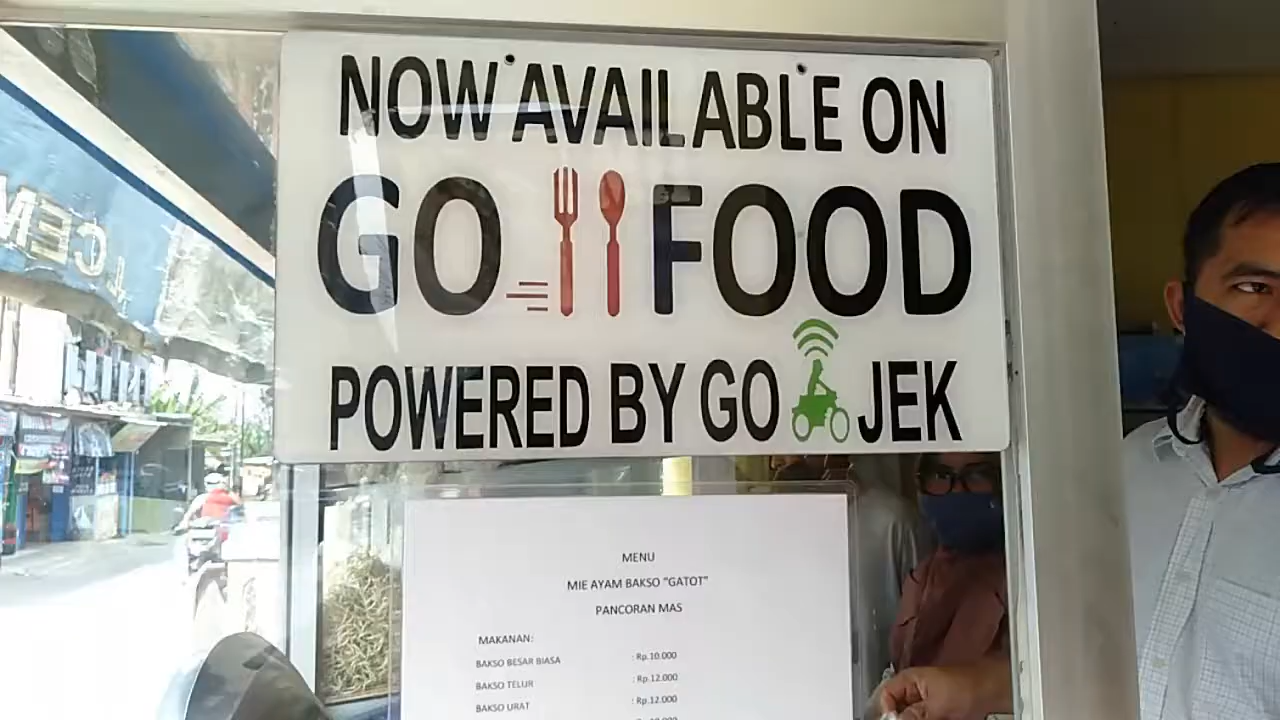 NOW AVAILABLE ON
GO FOOD
POWERED BY GO JEK
MENU
MIE AYAM BAKSO "GATOT"
PANCORAN MAS
MAKANAN:
BAKSO BESAR BIASA : Rp.10.000
BAKSO TELUR : Rp.12.000
BAKSO URAT : Rp.12.000